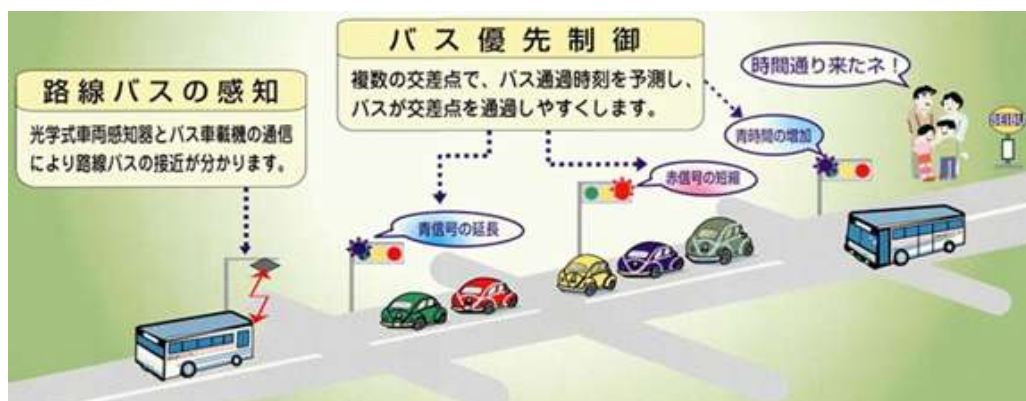 バス優先制御
複数の交差点で、バス通過時刻を予測し、
バスが交差点を通過しやすくします。
路線バスの感知
光学式車両感知器とバス車載機の通信
により路線バスの接近が分かります。
時間通り来たネ！
SEIBU
青時間の増加
赤信号の短縮
青信号の延長